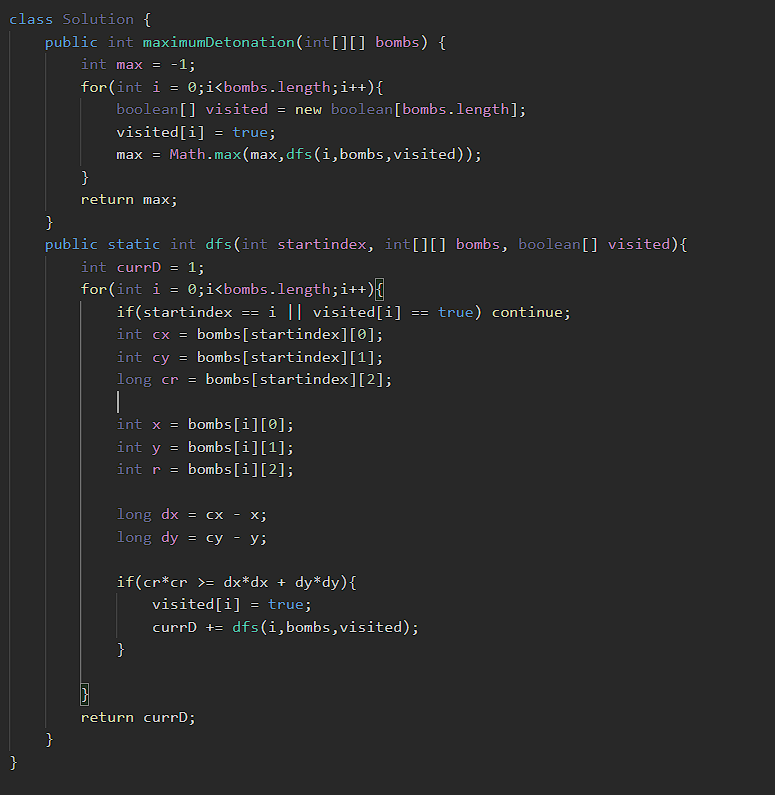 class Solution {
    public int maximumDetonation(int[][] bombs) {
        int max = -1;
        for(int i = 0;i<bombs.length;i++){
            boolean[] visited = new boolean[bombs.length];
            visited[i] = true;
            max = Math.max(max,dfs(i,bombs,visited));
        }
        return max;
    }
    public static int dfs(int startindex, int[][] bombs, boolean[] visited){
        int currD = 1;
        for(int i = 0;i<bombs.length;i++){
            if(startindex == i || visited[i] == true) continue;
            int cx = bombs[startindex][0];
            int cy = bombs[startindex][1];
            long cr = bombs[startindex][2];
            int x = bombs[i][0];
            int y = bombs[i][1];
            int r = bombs[i][2];
            long dx = cx - x;
            long dy = cy - y;
            if(cr*cr >= dx*dx + dy*dy){
                visited[i] = true;
                currD += dfs(i,bombs,visited);
            }
        }
        return currD;
    }
}